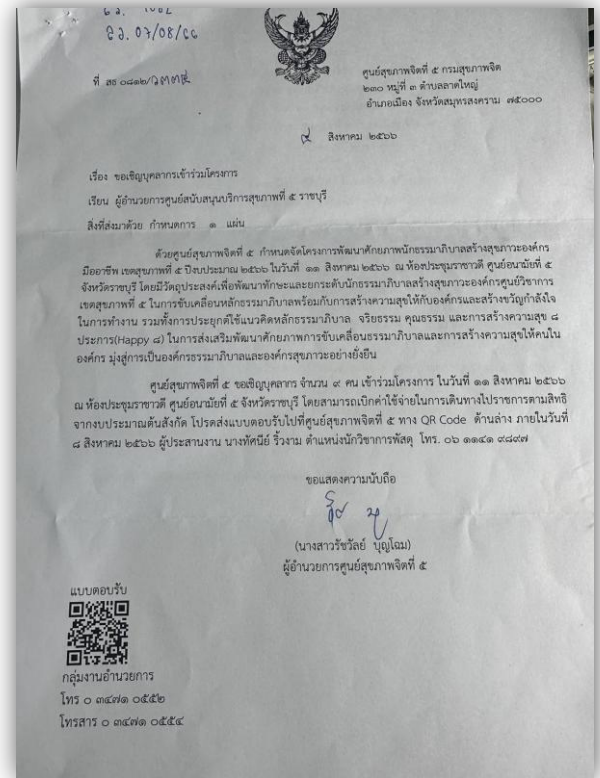 ๑๑. 07/08/66
ที่ สธ ๐๘๑๒/
ศูนย์สุขภาพจิตที่ ๕ กรมสุขภาพจิต
๒๓๐ หมู่ที่ ๓ ตำบลลาดใหญ่
อำเภอเมือง จังหวัดสมุทรสงคราม ๗๕๐๐๐
สิงหาคม ๒๕๖๖
เรื่อง ขอเชิญบุคลากรเข้าร่วมโครงการ
เรียน ผู้อำนวยการศูนย์สนับสนุนบริการสุขภาพที่ ๕ ราชบุรี
สิ่งที่ส่งมาด้วย กำหนดการ ๑ แผ่น
ด้วยศูนย์สุขภาพจิตที่ ๕ กำหนดจัดโครงการพัฒนาศักยภาพนักธรรมาภิบาลสร้างสุขภาวะองค์กร
มืออาชีพ เขตสุขภาพที่ ๕ ปีงบประมาณ ๒๕๖๖ ในวันที่ ๑๑ สิงหาคม ๒๕๖๖ ณ ห้องประชุมราชาวดี ศูนย์อนามัยที่ ๕
จังหวัดราชบุรี โดยมีวัตถุประสงค์เพื่อพัฒนาทักษะและยกระดับนักธรรมาภิบาลสร้างสุขภาวะองค์กรศูนย์วิชาการ
เขตสุขภาพที่ ๕ ในการขับเคลื่อนหลักธรรมาภิบาลพร้อมกับการสร้างความสุขให้กับองค์กรและสร้างขวัญกำลังใจ
ในการทำงาน รวมทั้งการประยุกต์ใช้แนวคิดหลักธรรมาภิบาล จริยธรรม คุณธรรม และการสร้างความสุข ๘
ประการ(Happy ๘) ในการส่งเสริมพัฒนาศักยภาพการขับเคลื่อนธรรมาภิบาลและการสร้างความสุขให้คนใน
องค์กร มุ่งสู่การเป็นองค์กรธรรมาภิบาลและองค์กรสุขภาวะอย่างยั่งยืน
ศูนย์สุขภาพจิตที่ ๕ ขอเชิญบุคลากร จำนวน ๙ คน เข้าร่วมโครงการ ในวันที่ ๑๑ สิงหาคม ๒๕๖๖
ณ ห้องประชุมราชาวดี ศูนย์อนามัยที่ ๕ จังหวัดราชบุรี โดยสามารถเบิกค่าใช้จ่ายในการเดินทางไปราชการตามสิทธิ
จากงบประมาณต้นสังกัด โปรดส่งแบบตอบรับไปที่ศูนย์สุขภาพจิตที่ ๕ ทาง QR Code ด้านล่าง ภายในวันที่
๘ สิงหาคม ๒๕๖๖ ผู้ประสานงาน นางทัศนีย์ ริ้วงาม ตำแหน่งนักวิชาการพัสดุ โทร. ๐๖ ๑๑๔๑ ๙๘๙๗
ขอแสดงความนับถือ
(นางสาวรัชวัลย์ บุญโฉม)
ผู้อำนวยการศูนย์สุขภาพจิตที่ ๕
แบบตอบรับ
กลุ่มงานอำนวยการ
โทร ๐ ๓๔๗๑ ๐๕๕๒
โทรสาร ๐ ๓๔๗๑ ๐๕๕๔